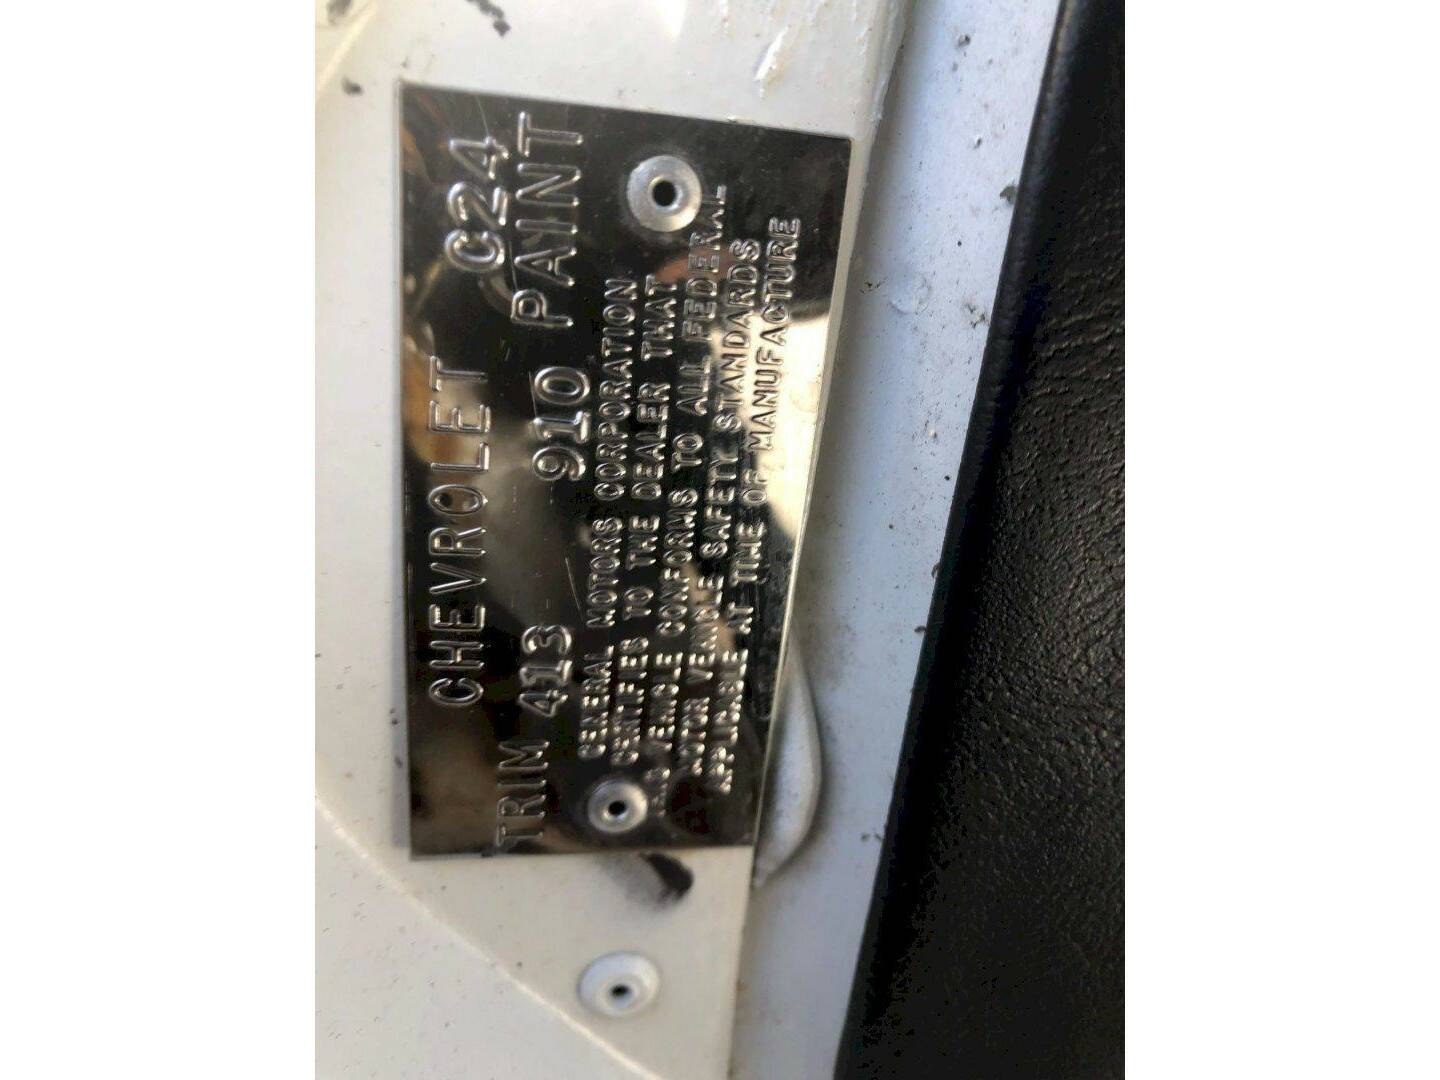 CHEVROLET C24
TRIM 413 910 PAINT
GENERAL MOTORS CORPORATION
CERTIFIES TO THE DEALER THAT
VEHICLE CONFORMS TO ALL FEDERAL
MOTOR VEHICLE SAFETY STANDARDS
APPLICABLE AT TIME OF MANUFACTURE